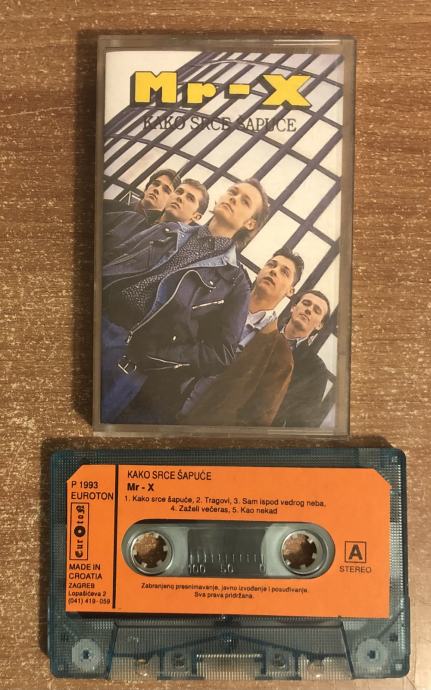 Mr-X
KAKO SRCE ŠAPUĆE
P 1993
EUROTON
Euroton
MADE IN
CROATIA
ZAGREB
Lopašićeva 2
(041) 419-059
KAKO SRCE ŠAPUĆE
Mr - X
1. Kako srce šapuće, 2. Tragovi, 3. Sam ispod vedrog neba,
4. Zaželi večeras, 5. Kao nekad
100 50 0
A
STEREO
Zabranjeno presnimavanje, javno izvođenje i posuđivanje.
Sva prava pridržana.